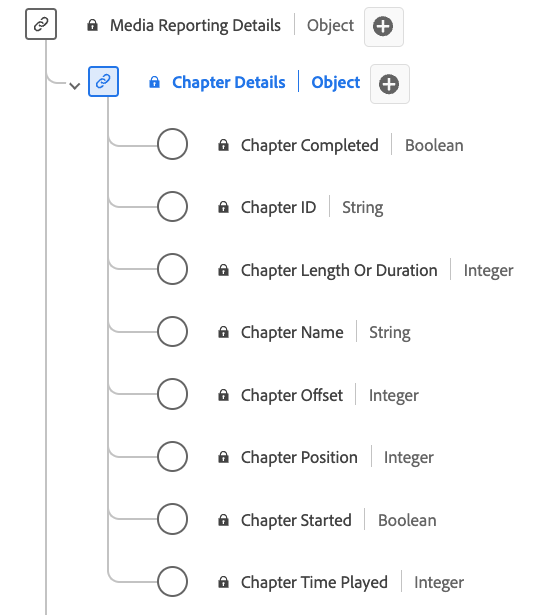 Media Reporting Details | Object
Chapter Details | Object
Chapter Completed | Boolean
Chapter ID | String
Chapter Length Or Duration | Integer
Chapter Name | String
Chapter Offset | Integer
Chapter Position | Integer
Chapter Started | Boolean
Chapter Time Played | Integer